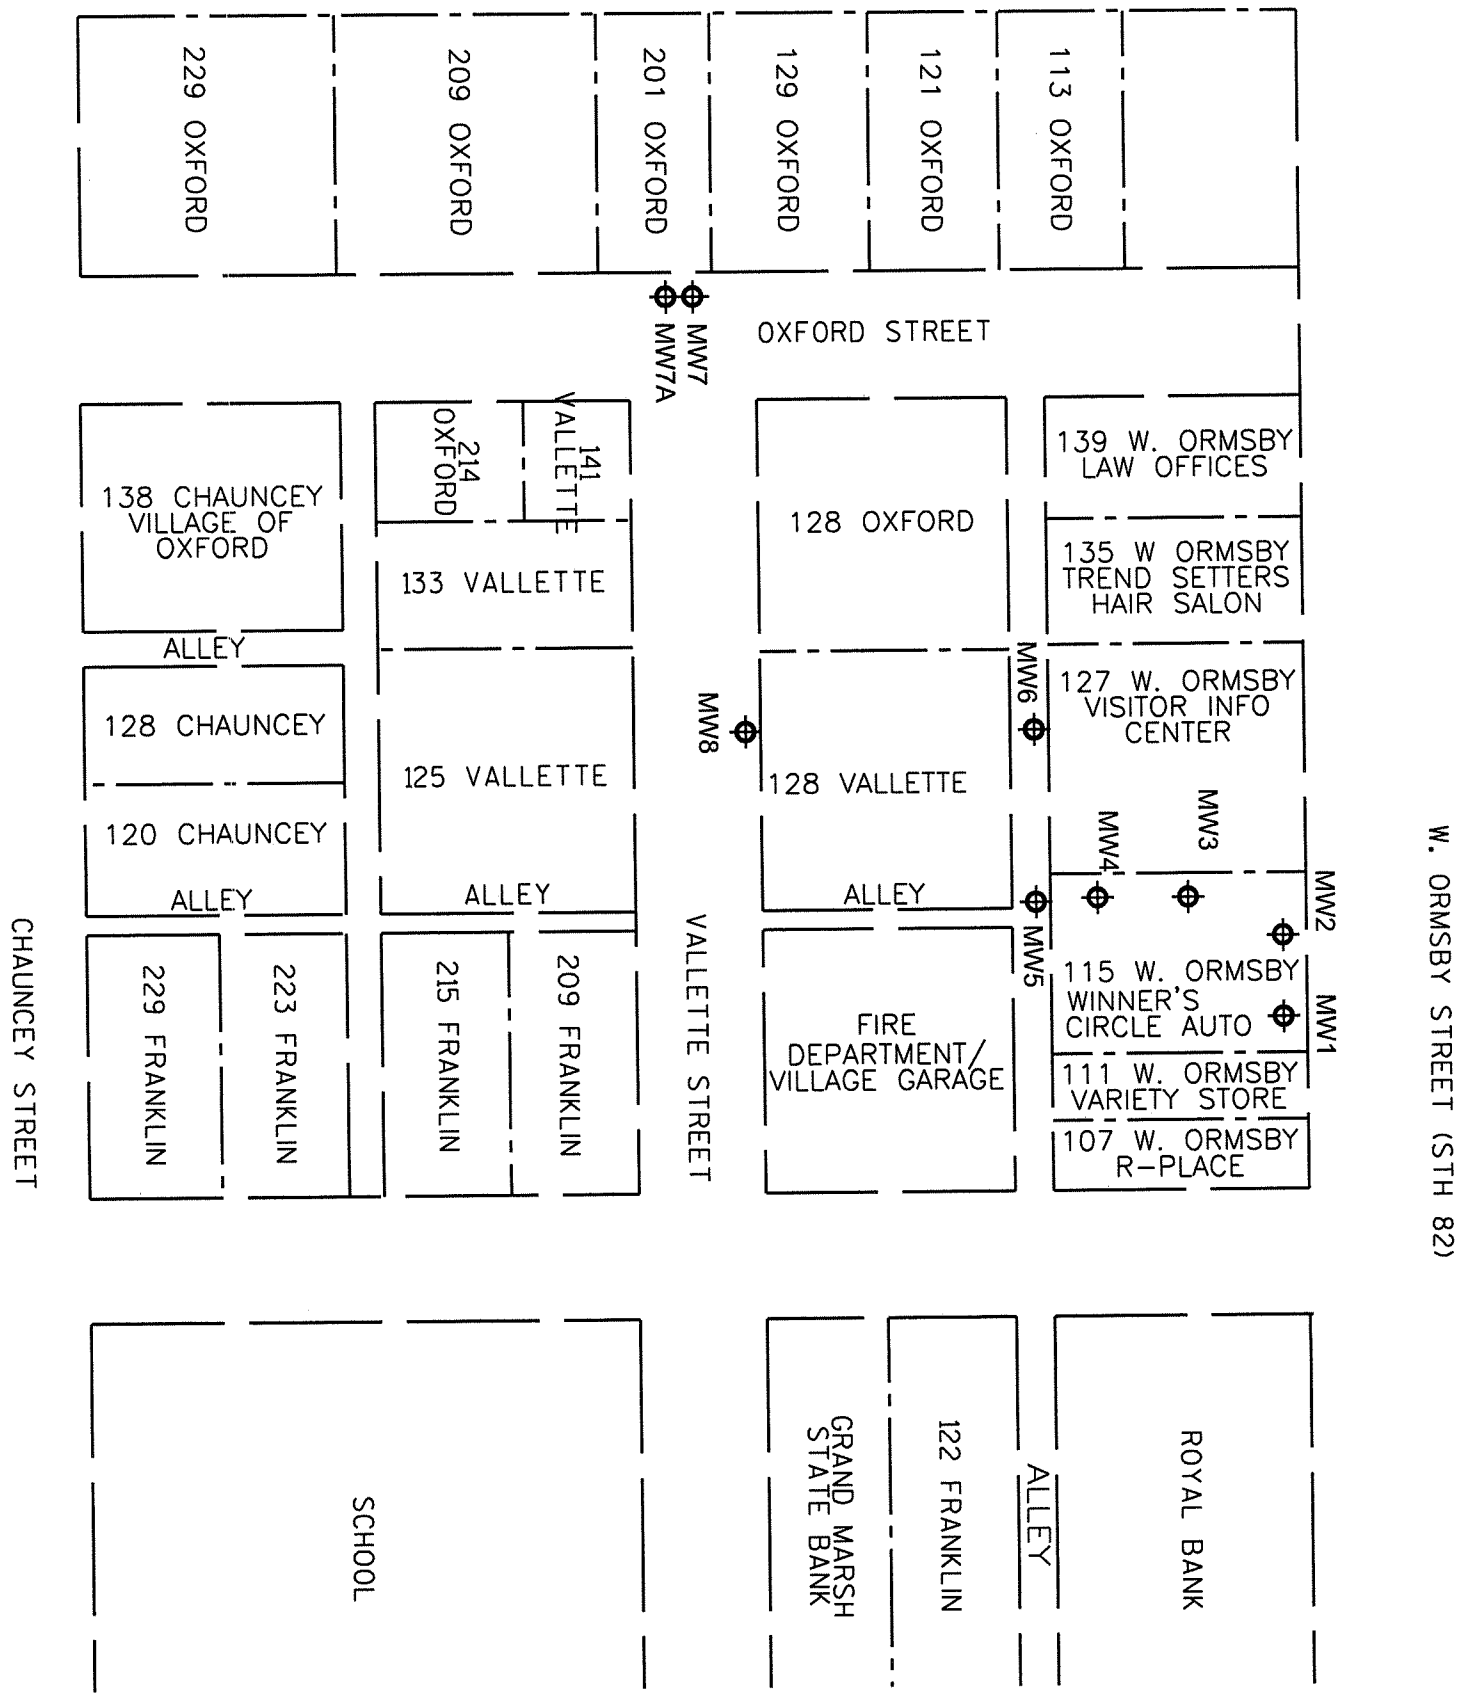 229 OXFORD
209 OXFORD
201 OXFORD
129 OXFORD
121 OXFORD
113 OXFORD
MW7A
MW7
OXFORD STREET
138 CHAUNCEY
VILLAGE OF
OXFORD
214
OXFORD
141
VALLETTE
133 VALLETTE
128 OXFORD
139 W. ORMSBY
LAW OFFICES
135 W ORMSBY
TREND SETTERS
HAIR SALON
ALLEY
128 CHAUNCEY
120 CHAUNCEY
ALLEY
125 VALLETTE
ALLEY
MW8
128 VALLETTE
ALLEY
MW6
127 W. ORMSBY
VISITOR INFO
CENTER
MW3
MW4
MW5
MW2
MW1
115 W. ORMSBY
WINNER'S
CIRCLE AUTO
111 W. ORMSBY
VARIETY STORE
107 W. ORMSBY
R-PLACE
W. ORMSBY STREET (STH 82)
CHAUNCEY STREET
229 FRANKLIN
223 FRANKLIN
215 FRANKLIN
209 FRANKLIN
VALLETTE STREET
FIRE
DEPARTMENT/
VILLAGE GARAGE
SCHOOL
GRAND MARSH
STATE BANK
122 FRANKLIN
ALLEY
ROYAL BANK